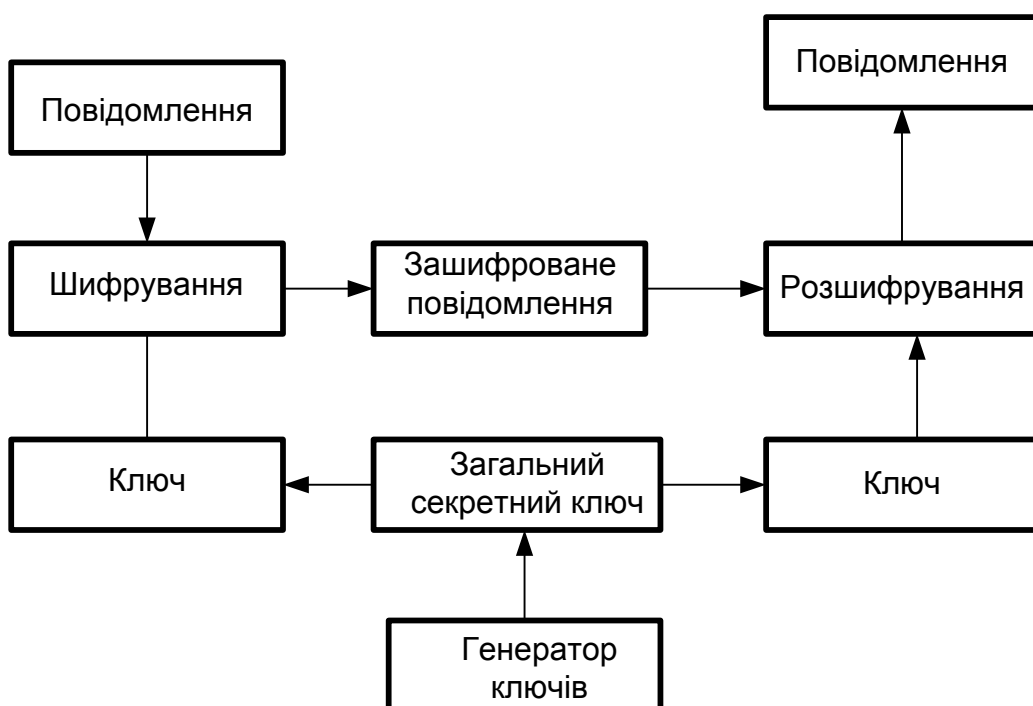 Повідомлення
Повідомлення
Шифрування
Зашифроване
повідомлення
Розшифрування
Ключ
Загальний
секретний ключ
Ключ
Генератор
ключів